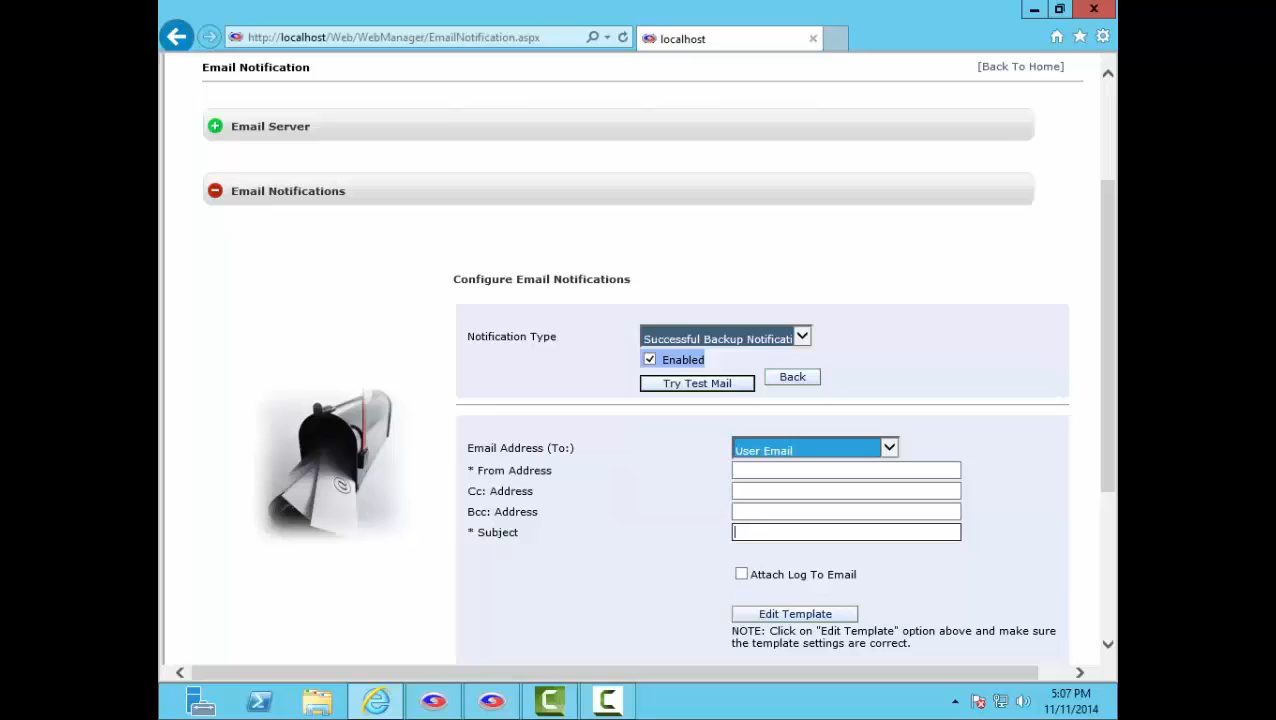 http://localhost/Web/WebManager/EmailNotification.aspx
localhost
Email Notification
[Back To Home]
Email Server
Email Notifications
Configure Email Notifications
Notification Type
Successful Backup Notificati
Enabled
Try Test Mail
Back
Email Address (To:)
User Email
* From Address
Cc: Address
Bcc: Address
* Subject
Attach Log To Email
Edit Template
NOTE: Click on "Edit Template" option above and make sure
the template settings are correct.
5:07 PM
11/11/2014